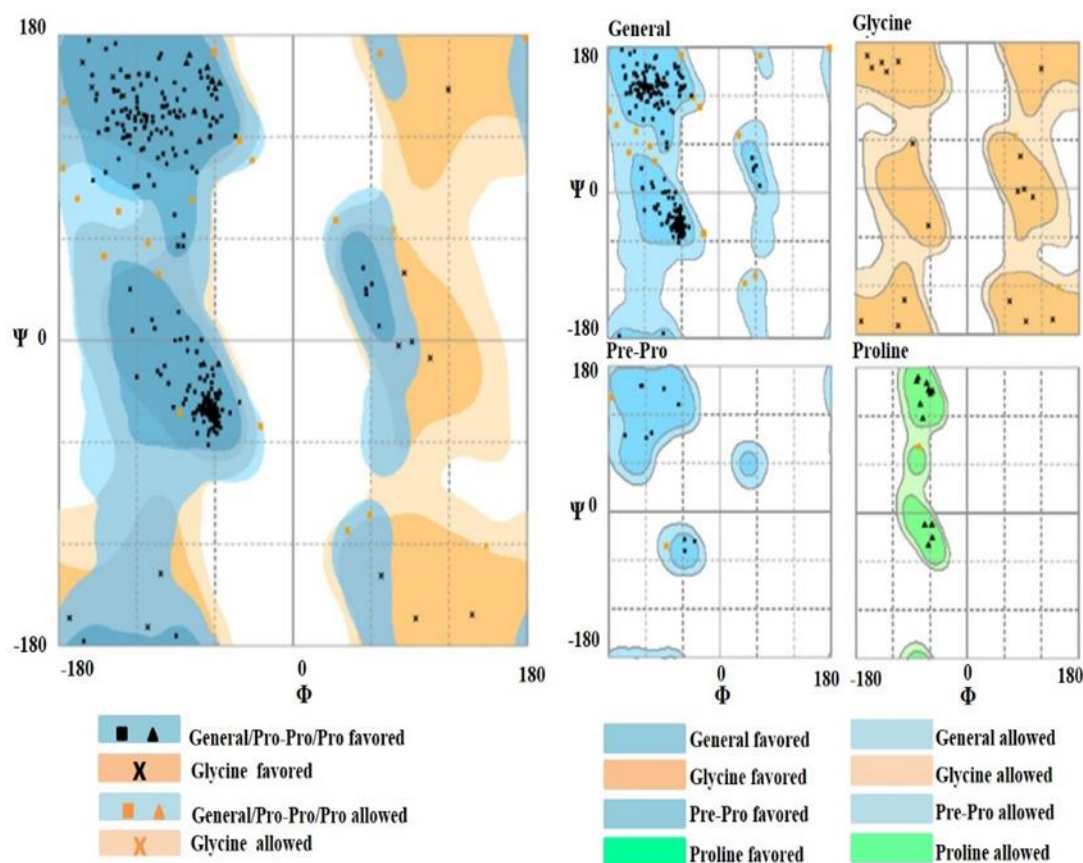 180
Ψ 0
-180
-180 0 180
Φ
General/Pro-Pro/Pro favored
X Glycine favored
General/Pro-Pro/Pro allowed
X Glycine allowed
General
180
Ψ 0
-180
Glycine
Pre-Pro
180
Ψ 0
-180
0 180
Φ
Proline
-180 0 180
Φ
General favored
Glycine favored
Pre-Pro favored
Proline favored
General allowed
Glycine allowed
Pre-Pro allowed
Proline allowed